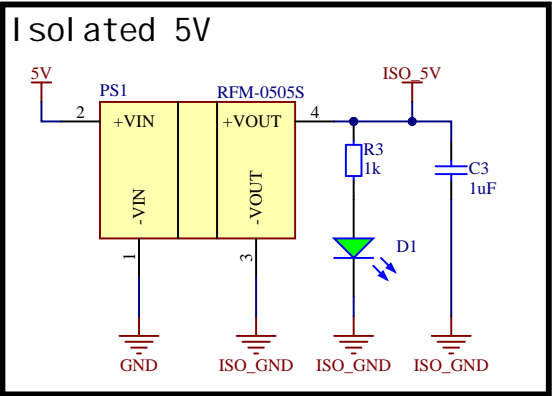 Isolated 5V
5V
ISO_5V
PS1
RFM-0505S
2
+VIN
+VOUT
4
R3
1k
C3
1uF
-VIN
-VOUT
D1
1
3
GND
ISO_GND
ISO_GND
ISO_GND